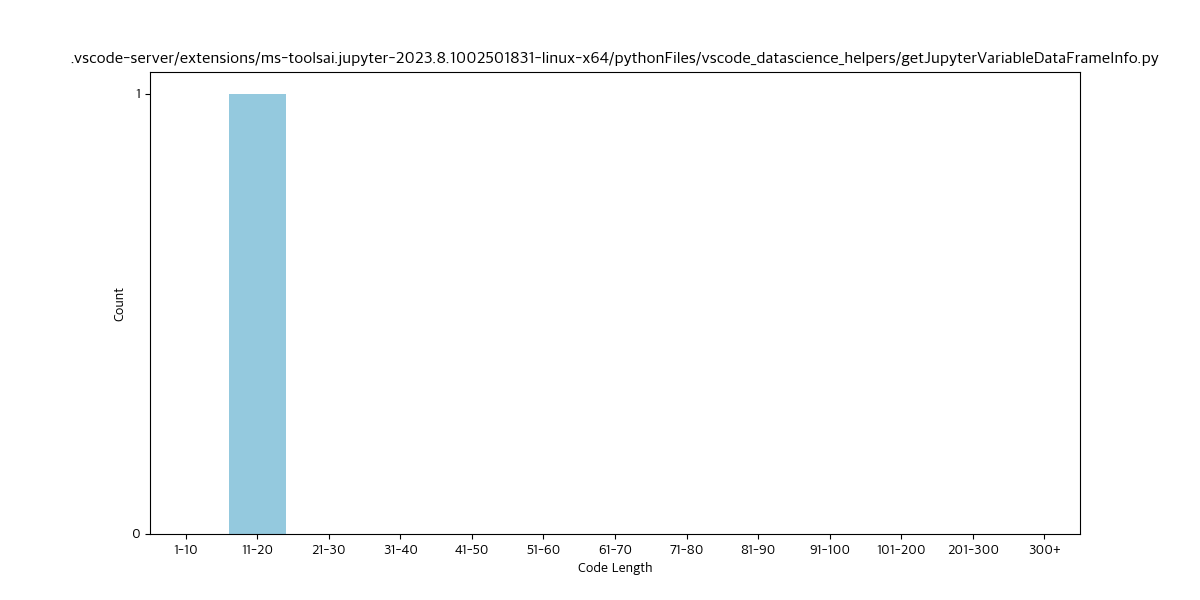 .vscode-server/extensions/ms-toolsai.jupyter-2023.8.1002501831-linux-x64/pythonFiles/vscode_datascience_helpers/getJupyterVariableDataFrameInfo.py
1
Count
0
1-10 11-20 21-30 31-40 41-50 51-60 61-70 71-80 81-90 91-100 101-200 201-300 300+
Code Length